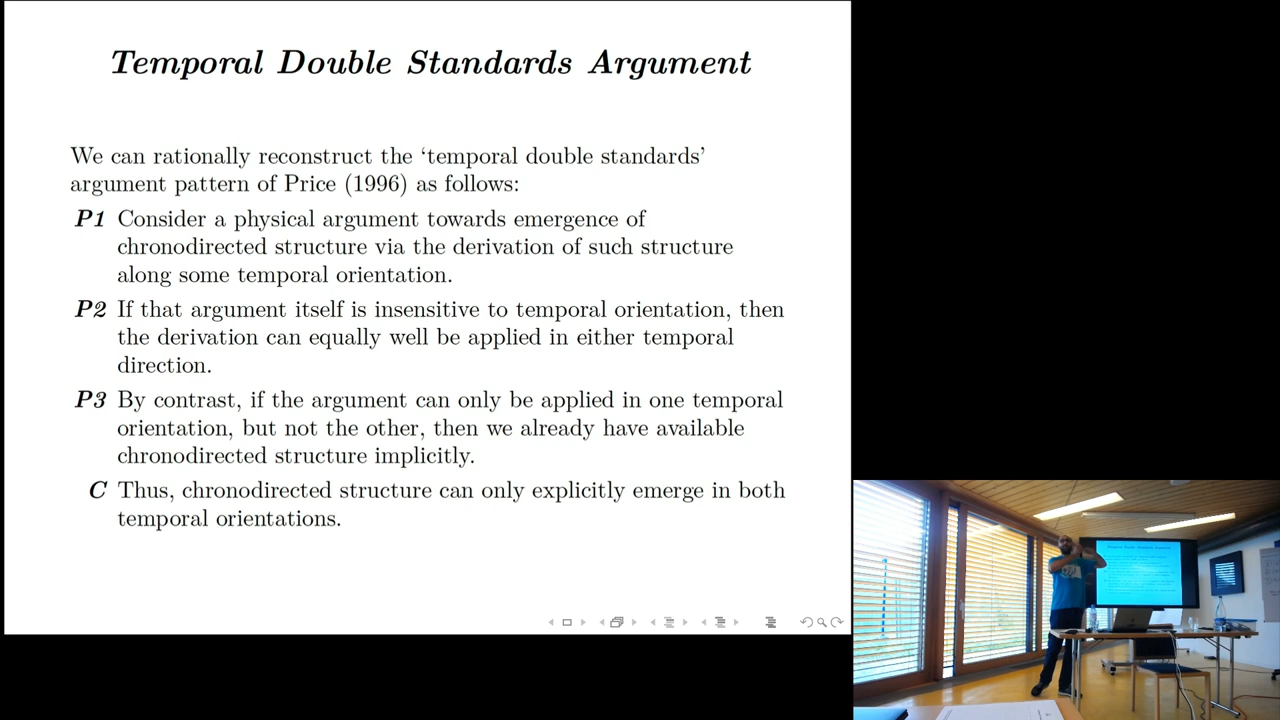 Temporal Double Standards Argument
We can rationally reconstruct the ‘temporal double standards’
argument pattern of Price (1996) as follows:
P1 Consider a physical argument towards emergence of
chronodirected structure via the derivation of such structure
along some temporal orientation.
P2 If that argument itself is insensitive to temporal orientation, then
the derivation can equally well be applied in either temporal
direction.
P3 By contrast, if the argument can only be applied in one temporal
orientation, but not the other, then we already have available
chronodirected structure implicitly.
C Thus, chronodirected structure can only explicitly emerge in both
temporal orientations.